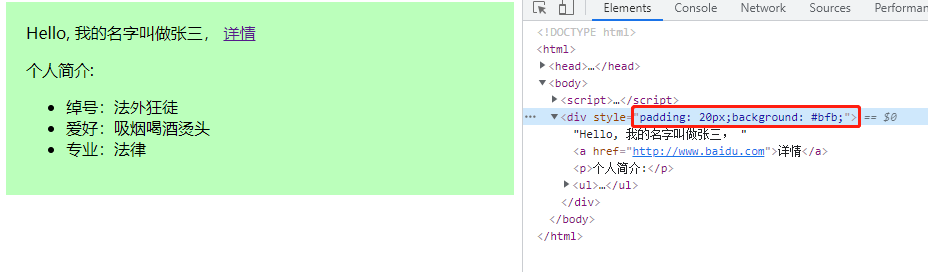 Hello, 我的名字叫做张三， 详情
个人简介:
绰号：法外狂徒
爱好：吸烟喝酒烫头
专业：法律
Elements Console Network Sources Performan
<!DOCTYPE html>
<html>
<head>…</head>
<body>
<script>…</script>
<div style="padding: 20px;background: #bfb;"> == $0
"Hello, 我的名字叫做张三， "
<a href="http://www.baidu.com">详情</a>
<p>个人简介:</p>
<ul>…</ul>
</div>
</body>
</html>